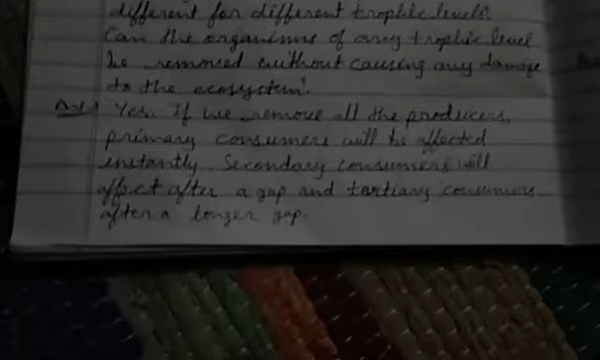 different for different trophic levels?
Can the organisms of any trophic level
be removed without causing any damage
to the ecosystem?
Ans: Yes. If we remove all the producers,
primary consumers will be affected
instantly. Secondary consumers will
affect after a gap and tertiary consumers
after a longer gap.